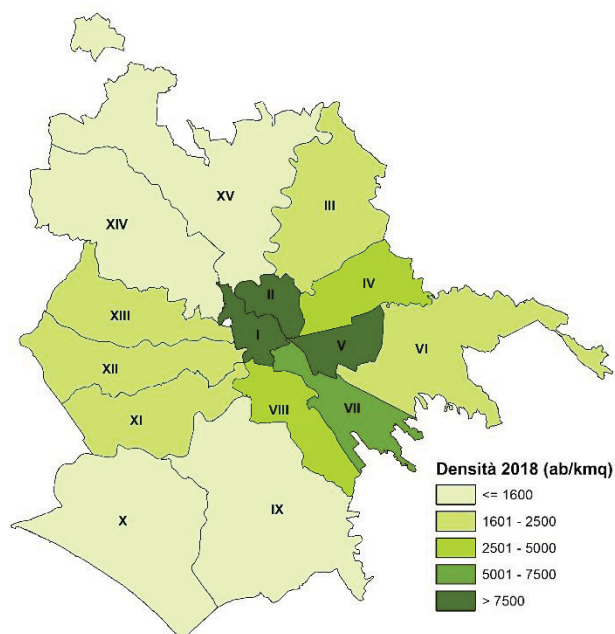 XV
III
XIV
II
IV
XIII
I
V
VI
XII
VIII
VII
XI
X
IX
Densità 2018 (ab/kmq)
<= 1600
1601 - 2500
2501 - 5000
5001 - 7500
> 7500